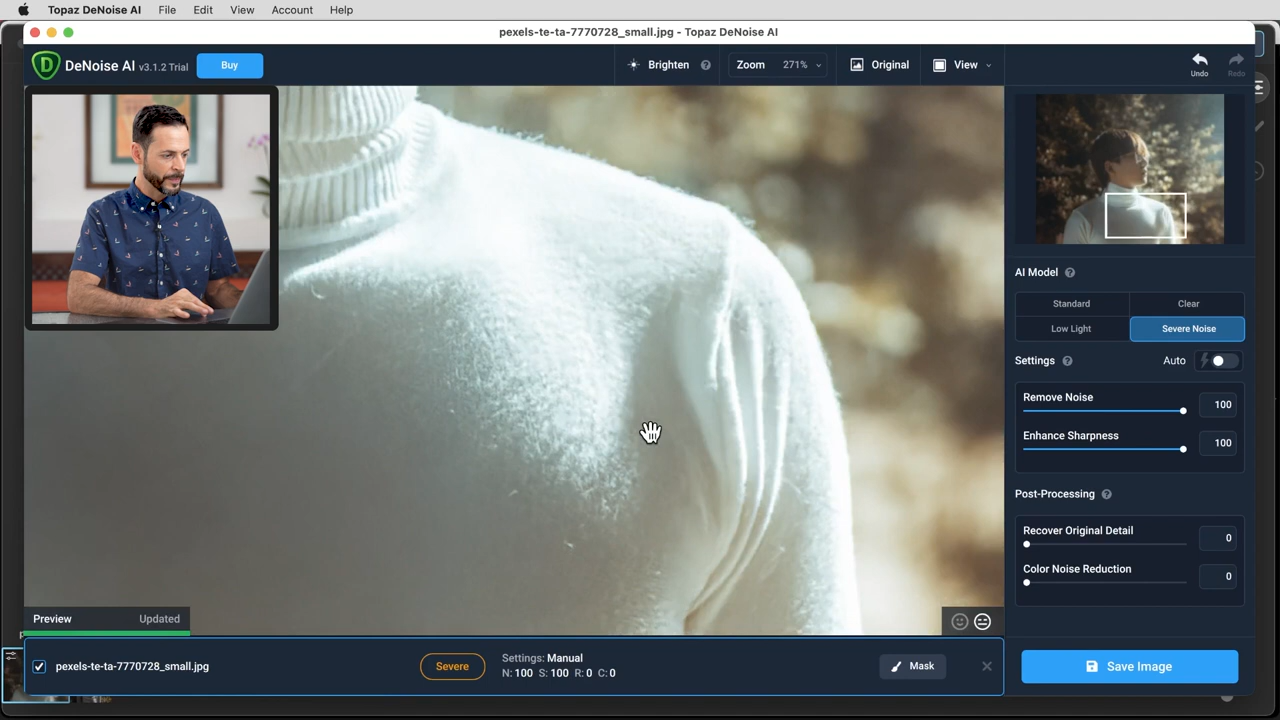 Topaz DeNoise AI File Edit View Account Help
pexels-te-ta-7770728_small.jpg - Topaz DeNoise AI
DeNoise AI v3.1.2 Trial Buy Brighten ? Zoom 271% Original View Undo Redo
AI Model ?
Standard Clear
Low Light Severe Noise
Settings ? Auto
Remove Noise 100
Enhance Sharpness 100
Post-Processing ?
Recover Original Detail 0
Color Noise Reduction 0
Preview Updated
pexels-te-ta-7770728_small.jpg Severe Settings: Manual Mask Save Image
N: 100 S: 100 R: 0 C: 0